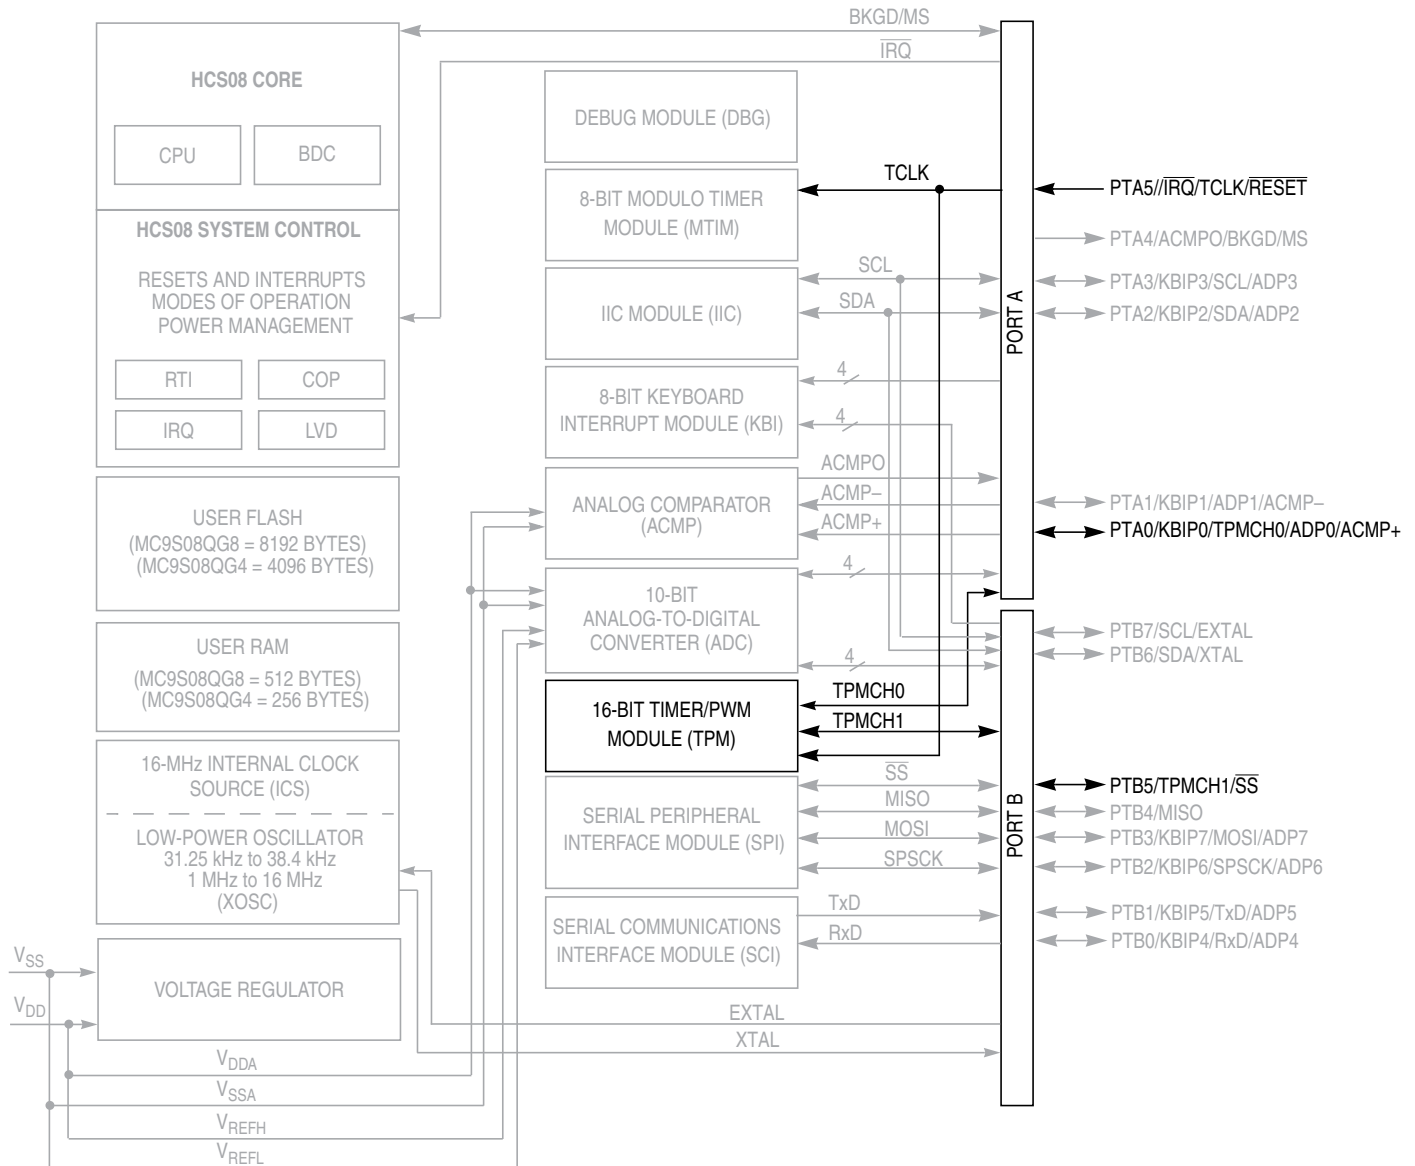 BKGD/MS
IRQ
HCS08 CORE
CPU
BDC
HCS08 SYSTEM CONTROL
RESETS AND INTERRUPTS
MODES OF OPERATION
POWER MANAGEMENT
RTI
COP
IRQ
LVD
USER FLASH
(MC9S08QG8 = 8192 BYTES)
(MC9S08QG4 = 4096 BYTES)
USER RAM
(MC9S08QG8 = 512 BYTES)
(MC9S08QG4 = 256 BYTES)
16-MHz INTERNAL CLOCK
SOURCE (ICS)
LOW-POWER OSCILLATOR
31.25 kHz to 38.4 kHz
1 MHz to 16 MHz
(XOSC)
VSS
VDD
VOLTAGE REGULATOR
VDDA
VSSA
VREFH
VREFL
DEBUG MODULE (DBG)
8-BIT MODULO TIMER
MODULE (MTIM)
TCLK
IIC MODULE (IIC)
SCL
SDA
8-BIT KEYBOARD
INTERRUPT MODULE (KBI)
4
4
ANALOG COMPARATOR
(ACMP)
ACMPO
ACMP–
ACMP+
10-BIT
ANALOG-TO-DIGITAL
CONVERTER (ADC)
4
4
16-BIT TIMER/PWM
MODULE (TPM)
TPMCH0
TPMCH1
SERIAL PERIPHERAL
INTERFACE MODULE (SPI)
SS
MISO
MOSI
SPSCK
SERIAL COMMUNICATIONS
INTERFACE MODULE (SCI)
TxD
RxD
EXTAL
XTAL
PORT A
PORT B
PTA5//IRQ/TCLK/RESET
PTA4/ACMPO/BKGD/MS
PTA3/KBIP3/SCL/ADP3
PTA2/KBIP2/SDA/ADP2
PTA1/KBIP1/ADP1/ACMP–
PTA0/KBIP0/TPMCH0/ADP0/ACMP+
PTB7/SCL/EXTAL
PTB6/SDA/XTAL
PTB5/TPMCH1/SS
PTB4/MISO
PTB3/KBIP7/MOSI/ADP7
PTB2/KBIP6/SPSCK/ADP6
PTB1/KBIP5/TxD/ADP5
PTB0/KBIP4/RxD/ADP4